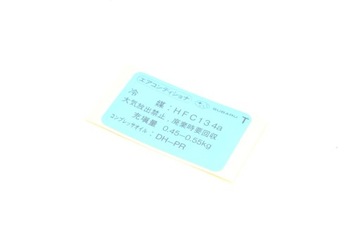 エアコンディショナ
冷 媒:HFC134a
大気放出禁止、廃棄時要回収
充填量 0.45-0.55kg
コンプレッサオイル:DH-PR
T